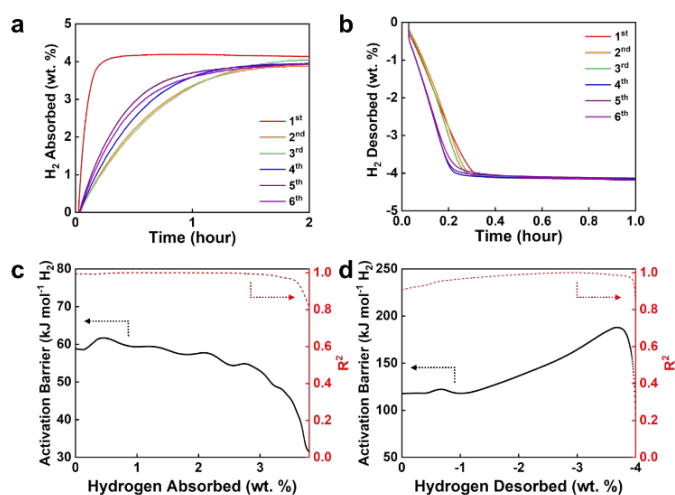 a
H2 Absorbed (wt. %)
5
4
3
2
1
0
0
1
2
Time (hour)
1st
2nd
3rd
4th
5th
6th
b
H2 Desorbed (wt. %)
0
-1
-2
-3
-4
-5
0.0
0.2
0.4
0.6
0.8
1.0
Time (hour)
1st
2nd
3rd
4th
5th
6th
c
Activation Barrier (kJ mol-1 H2)
80
70
60
50
40
30
0
1
2
3
Hydrogen Absorbed (wt. %)
1.0
0.8
0.6
0.4
0.2
0.0
R2
d
Activation Barrier (kJ mol-1 H2)
250
200
150
100
50
0
-1
-2
-3
-4
Hydrogen Desorbed (wt. %)
1.0
0.8
0.6
0.4
0.2
0.0
R2